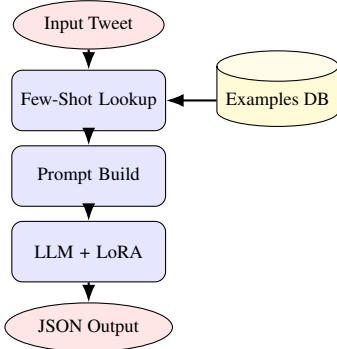 Input Tweet
Few-Shot Lookup
Examples DB
Prompt Build
LLM + LoRA
JSON Output